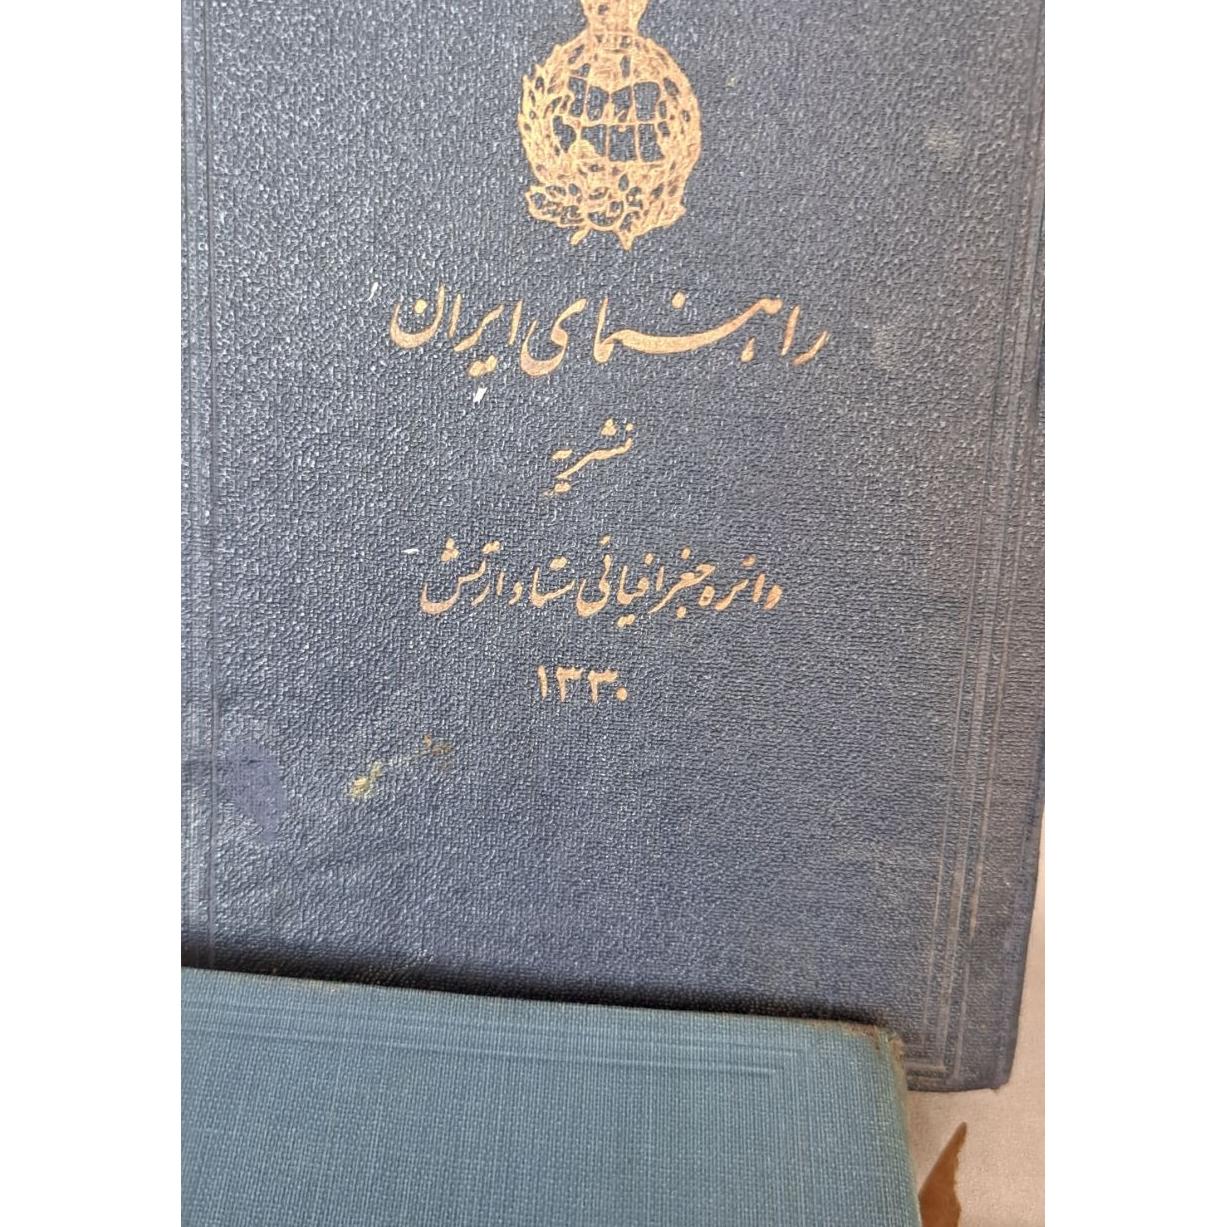 راهنمای ایران
نشریه
دائره جغرافیائی ستاد ارتش
۱۳۳۰